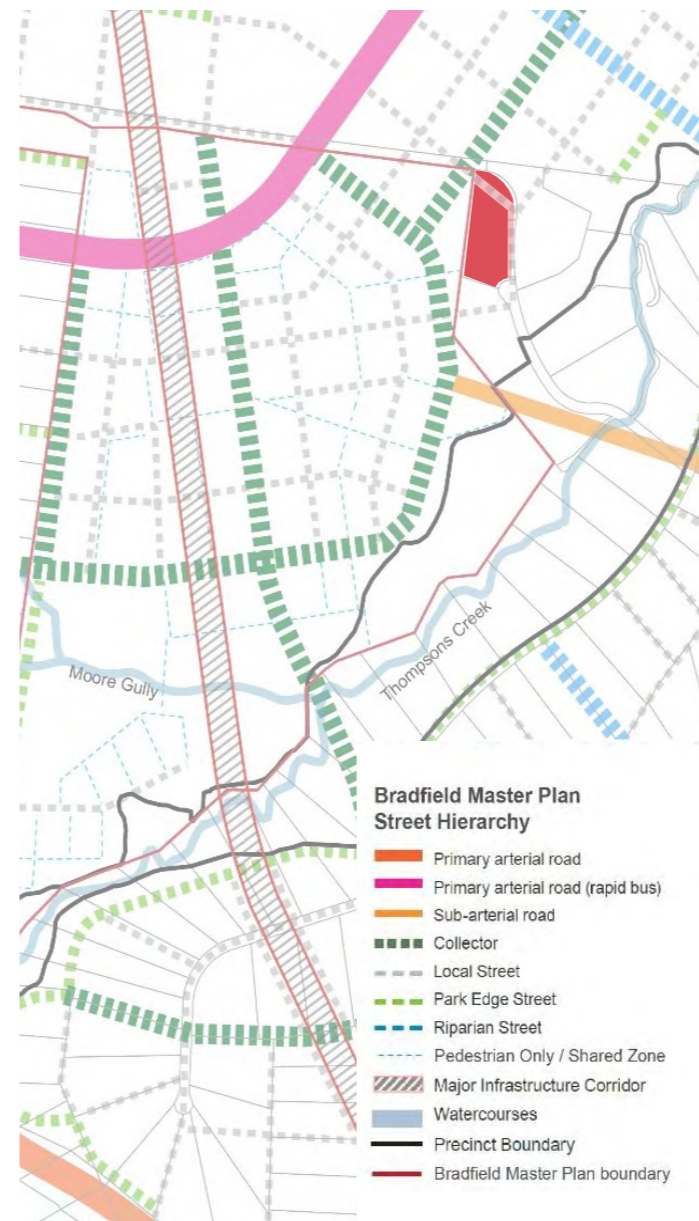 Moore Gully
Thompsons Creek
Bradfield Master Plan
Street Hierarchy
Primary arterial road
Primary arterial road (rapid bus)
Sub-arterial road
Collector
Local Street
Park Edge Street
Riparian Street
Pedestrian Only / Shared Zone
Major Infrastructure Corridor
Watercourses
Precinct Boundary
Bradfield Master Plan boundary